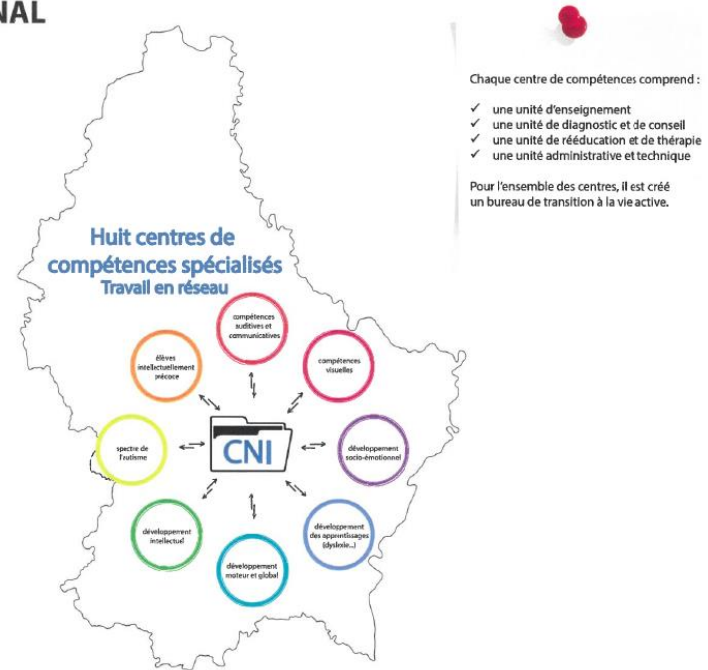 NAL
Chaque centre de compétences comprend :
✓ une unité d'enseignement
✓ une unité de diagnostic et de conseil
✓ une unité de rééducation et de thérapie
✓ une unité administrative et technique
Pour l'ensemble des centres, il est créé
un bureau de transition à la vie active.
Huit centres de
compétences spécialisés
Travail en réseau
compétences
auditives et
communicatives
élèves
intellectuellement
précoce
compétences
visuelles
spectre de
l'autisme
CNI
développement
socio-émotionnel
développement
intellectuel
développement
des apprentissages
(dyslexie...)
développement
moteur et global